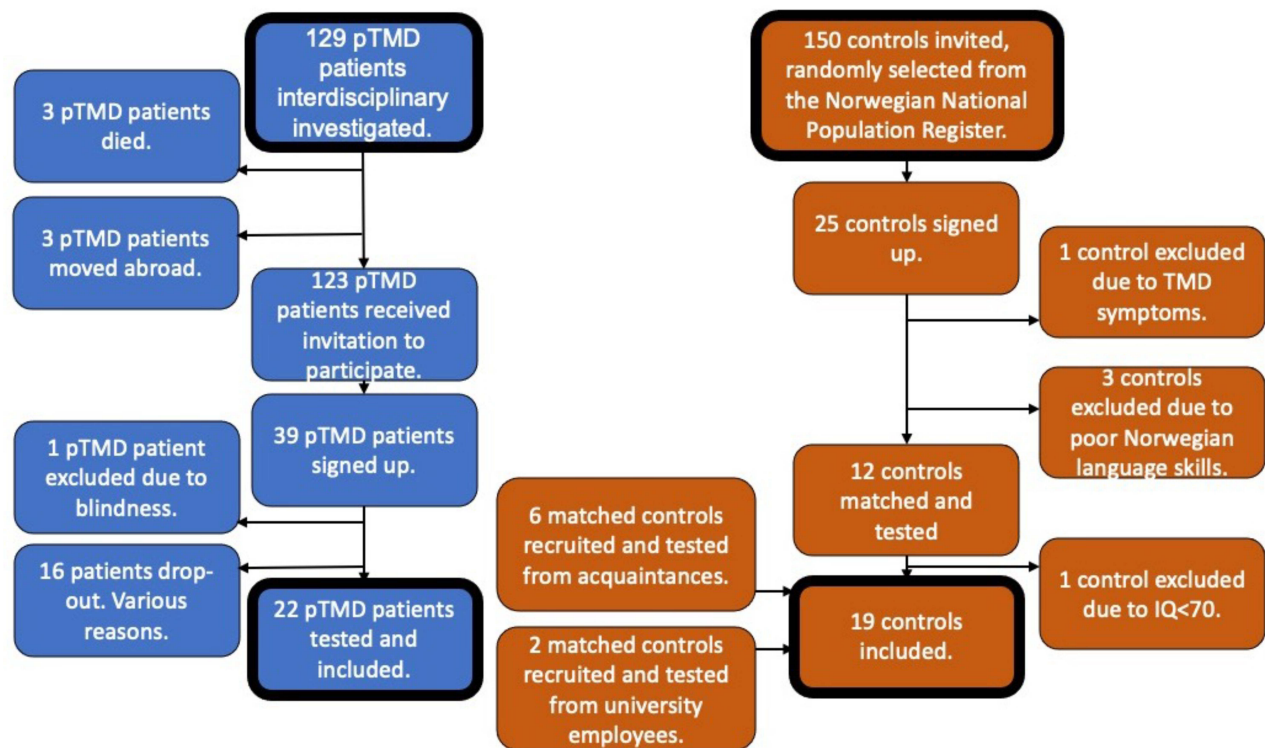 129 pTMD
patients
interdisciplinary
investigated.
3 pTMD patients
died.
3 pTMD patients
moved abroad.
123 pTMD
patients received
invitation to
participate.
39 pTMD patients
signed up.
1 pTMD patient
excluded due to
blindness.
16 patients drop-
out. Various
reasons.
22 pTMD patients
tested and
included.
150 controls invited,
randomly selected from
the Norwegian National
Population Register.
25 controls signed
up.
1 control excluded
due to TMD
symptoms.
3 controls
excluded due to
poor Norwegian
language skills.
12 controls
matched and
tested
6 matched controls
recruited and tested
from acquaintances.
1 control excluded
due to IQ<70.
2 matched controls
recruited and tested
from university
employees.
19 controls
included.